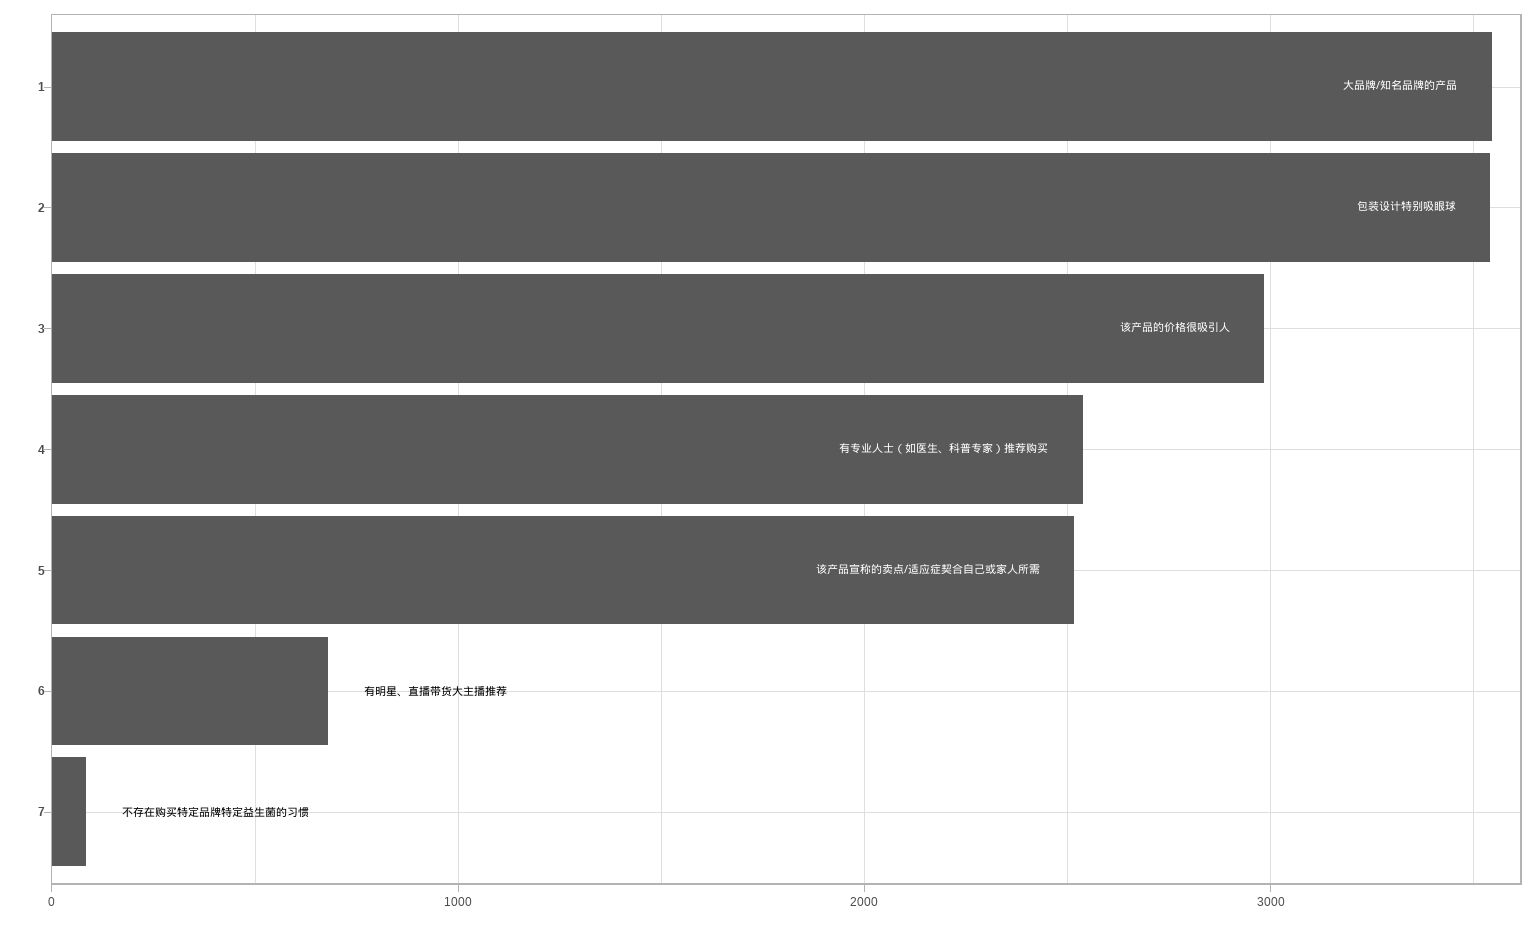 1 大品牌/知名品牌的产品
2 包装设计特别吸眼球
3 该产品的价格很吸引人
4 有专业人士（如医生、科普专家）推荐购买
5 该产品宣称的卖点/适应症契合自己或家人所需
6 有明星、直播带货大主播推荐
7 不存在购买特定品牌特定益生菌的习惯
0 1000 2000 3000